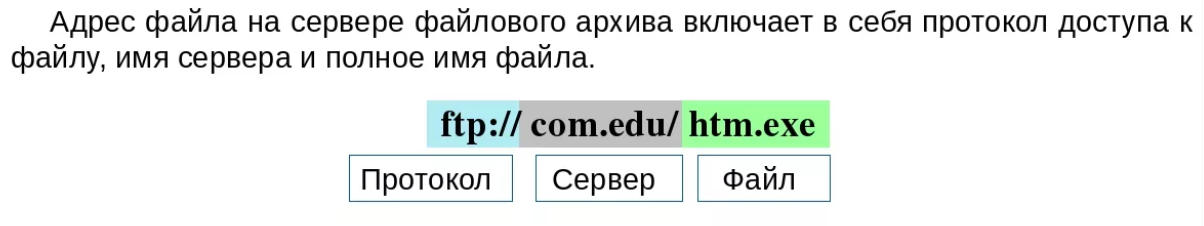 Адрес файла на сервере файлового архива включает в себя протокол доступа к
файлу, имя сервера и полное имя файла.
ftp:// com.edu/ htm.exe
Протокол Сервер Файл